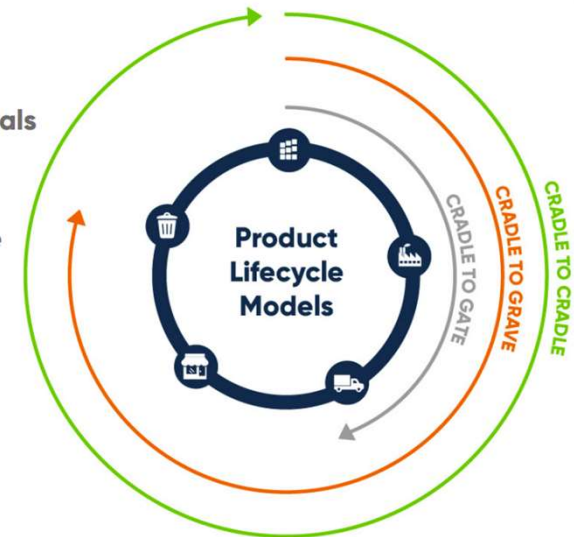 als
e
Product
Lifecycle
Models
CRADLE TO GATE
CRADLE TO GRAVE
CRADLE TO CRADLE